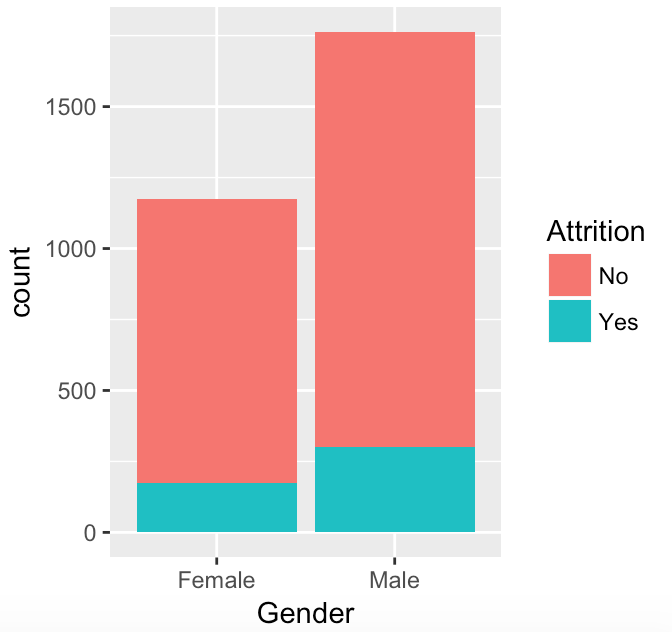 1500
1000
500
0
count
Female Male
Gender
Attrition
No
Yes